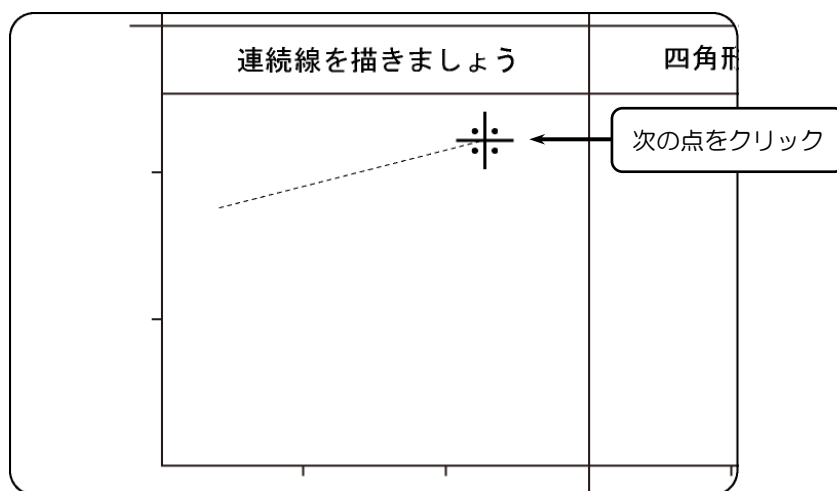 連続線を描きましょう
四角形
次の点をクリック